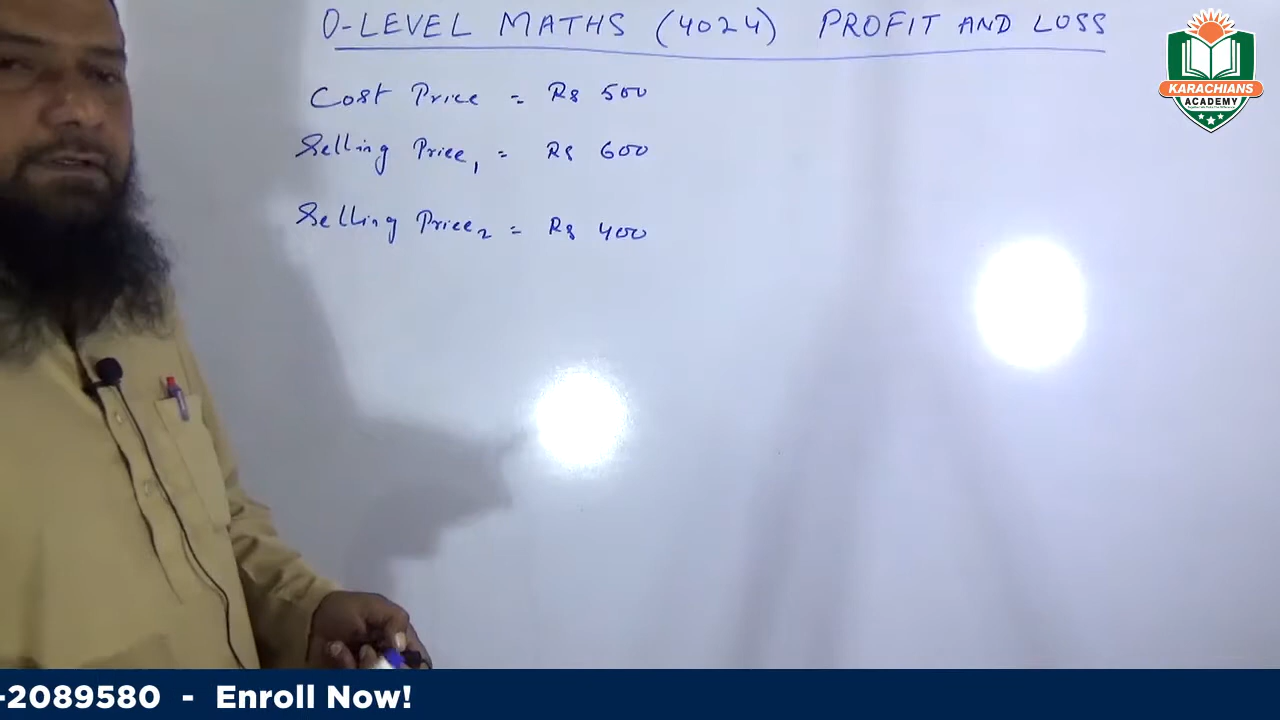 O-LEVEL MATHS (4024) PROFIT AND LOSS
Cost Price = Rs 500
Selling Price1 = Rs 600
Selling Price2 = Rs 400
KARACHIANS
ACADEMY
-2089580 - Enroll Now!